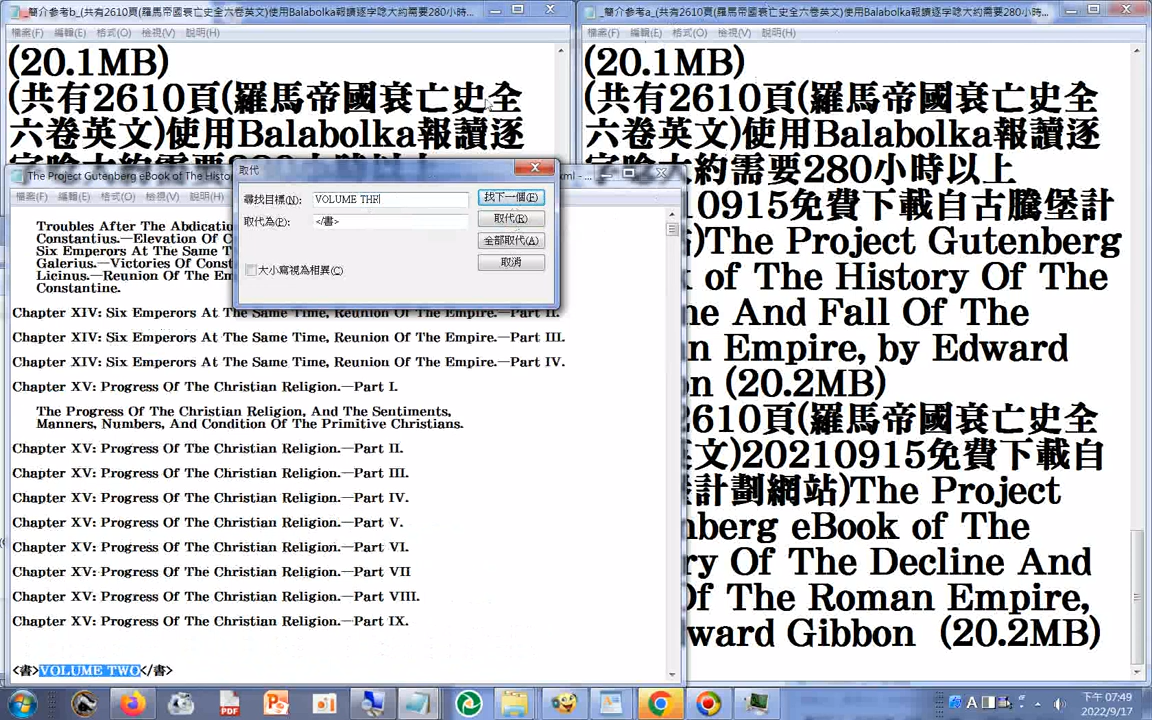 _簡介參考b_(共有2610頁(羅馬帝國衰亡史全六卷英文)使用Balabolka報讀逐字唸大約需要280小時...
檔案(F) 編輯(E) 格式(O) 檢視(V) 說明(H)
(20.1MB)
(共有2610頁(羅馬帝國衰亡史全
六卷英文)使用Balabolka報讀逐
_簡介參考a_(共有2610頁(羅馬帝國衰亡史全六卷英文)使用Balabolka報讀逐字唸大約需要280小時...
檔案(F) 編輯(E) 格式(O) 檢視(V) 說明(H)
(20.1MB)
(共有2610頁(羅馬帝國衰亡史全
六卷英文)使用Balabolka報讀逐
大約需要280小時以上
10915免費下載自古騰堡計
)The Project Gutenberg
of The History Of The
ne And Fall Of The
n Empire, by Edward
on (20.2MB)
2610頁(羅馬帝國衰亡史全
英文)20210915免費下載自
計劃網站)The Project
nberg eBook of The
ry Of The Decline And
Of The Roman Empire,
ward Gibbon (20.2MB)
The Project Gutenberg eBook of The Histo
xml -
檔案(F) 編輯(E) 格式(O) 檢視(V) 說明(H)
取代
尋找目標(N): VOLUME THE 找下一個(F)
取代為(P): </書> 取代(R)
全部取代(A)
大小寫視為相異(C) 取消
Troubles After The Abdication
Constantius.—Elevation Of C
Six Emperors At The Same T
Galerius.—Victories Of Const
Licinus.—Reunion Of The Em
Constantine.
Chapter XIV: Six Emperors At The Same Time, Reunion Of The Empire.—Part II.
Chapter XIV: Six Emperors At The Same Time, Reunion Of The Empire.—Part III.
Chapter XIV: Six Emperors At The Same Time, Reunion Of The Empire.—Part IV.
Chapter XV: Progress Of The Christian Religion.—Part I.
The Progress Of The Christian Religion, And The Sentiments,
Manners, Numbers, And Condition Of The Primitive Christians.
Chapter XV: Progress Of The Christian Religion.—Part II.
Chapter XV: Progress Of The Christian Religion.—Part III.
Chapter XV: Progress Of The Christian Religion.—Part IV.
Chapter XV: Progress Of The Christian Religion.—Part V.
Chapter XV: Progress Of The Christian Religion.—Part VI.
Chapter XV: Progress Of The Christian Religion.—Part VII
Chapter XV: Progress Of The Christian Religion.—Part VIII.
Chapter XV: Progress Of The Christian Religion.—Part IX.
<書>VOLUME TWO</書>
PDF
A
下午 07:49
2022/9/17